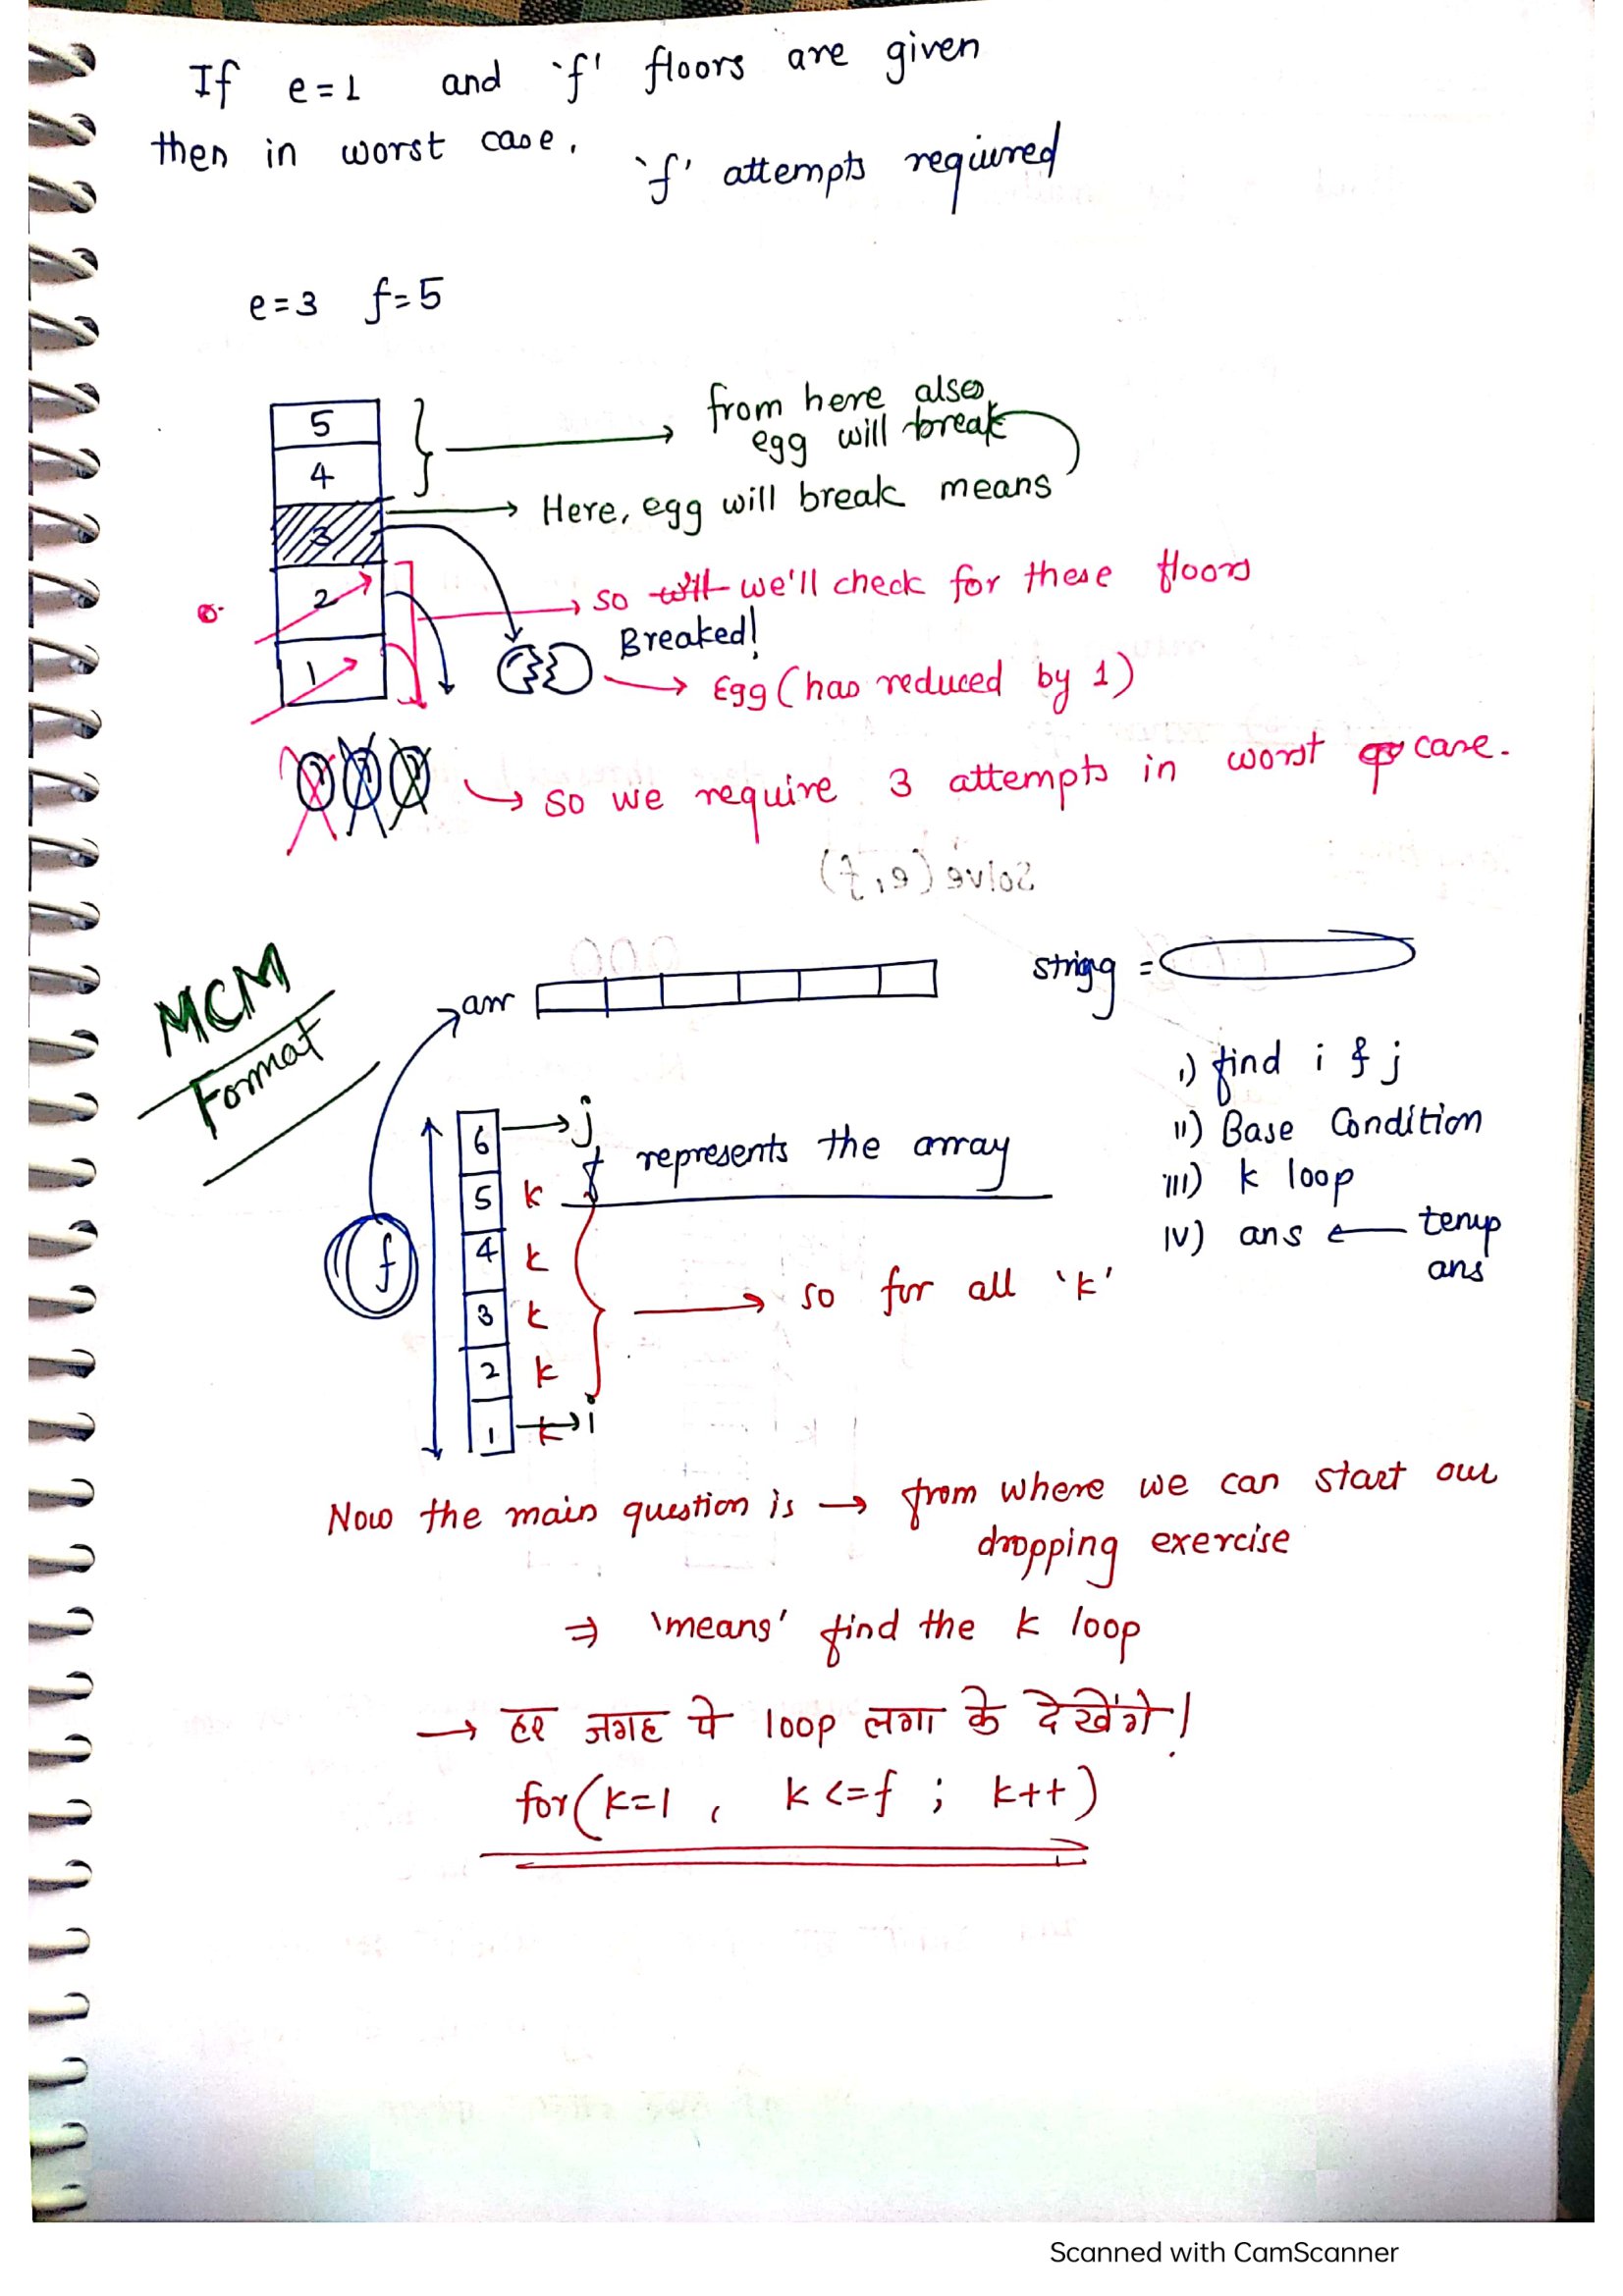 If e=1 and 'f' floors are given
then in worst case, 'f' attempts required
e=3 f=5
5
4
3
2
1
from here also
egg will break
Here, egg will break means
so will we'll check for these floors
Breaked!
Egg (has reduced by 1)
so we require 3 attempts in worst case.
MCM
Format
arr
string =
i) find i & j
ii) Base Condition
iii) k loop
iv) ans ← temp
ans
f
6 → j
5 k
4 k
3 k
2 k
1 k → i
f represents the array
→ so for all 'k'
Now the main question is → from where we can start our
dropping exercise
⇒ 'means' find the k loop
→ हर जगह पे loop लगा के देखेंगे!
for(k=1, k<=f; k++)
Scanned with CamScanner